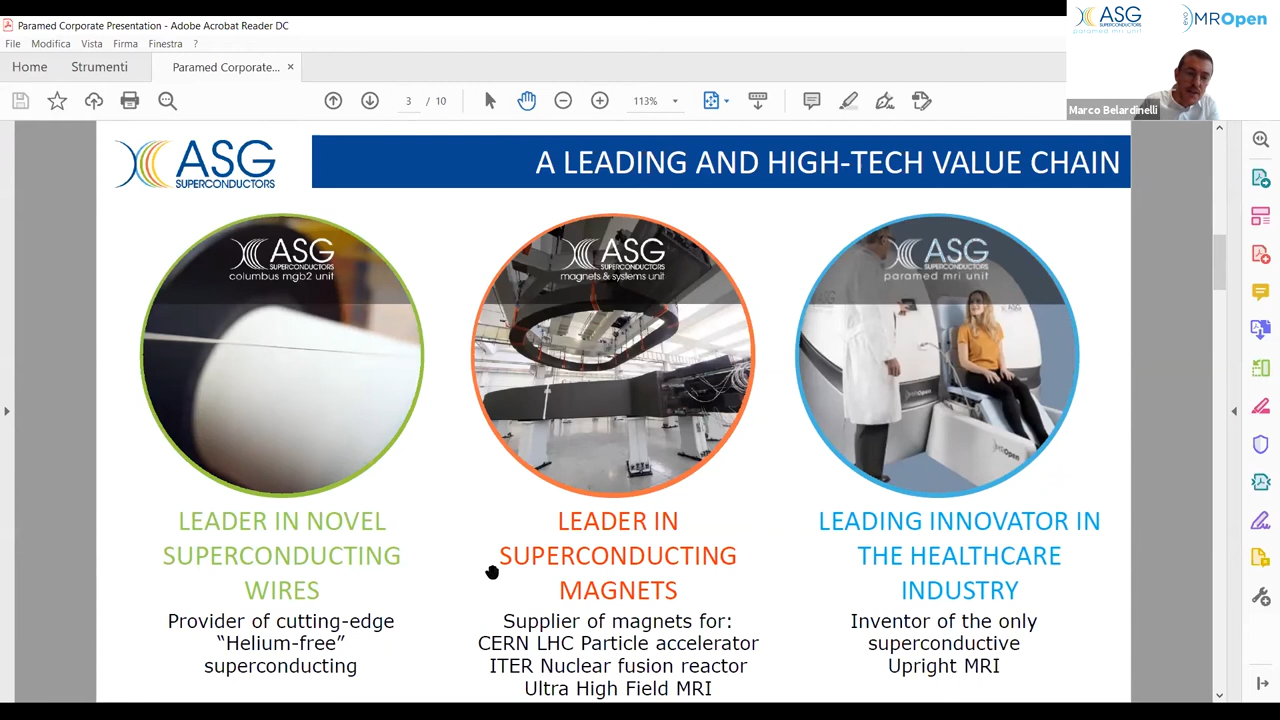 Paramed Corporate Presentation - Adobe Acrobat Reader DC
File Modifica Vista Firma Finestra ?
Home Strumenti Paramed Corporate... ×
3 / 10 113%
ASG
SUPERCONDUCTORS
paramed mri unit
evo MROpen
Marco Belardinelli
ASG
SUPERCONDUCTORS
A LEADING AND HIGH-TECH VALUE CHAIN
ASG
SUPERCONDUCTORS
columbus mgb2 unit
ASG
SUPERCONDUCTORS
magnets & systems unit
ASG
SUPERCONDUCTORS
paramed mri unit
MROpen
LEADER IN NOVEL
SUPERCONDUCTING
WIRES
Provider of cutting-edge
“Helium-free”
superconducting
LEADER IN
SUPERCONDUCTING
MAGNETS
Supplier of magnets for:
CERN LHC Particle accelerator
ITER Nuclear fusion reactor
Ultra High Field MRI
LEADING INNOVATOR IN
THE HEALTHCARE
INDUSTRY
Inventor of the only
superconductive
Upright MRI